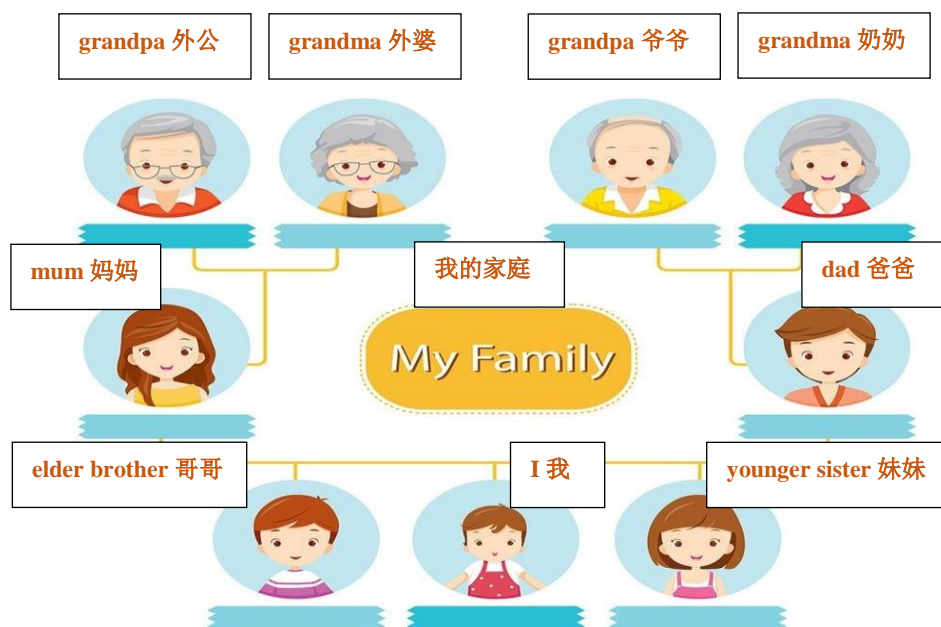 grandpa 外公
grandma 外婆
grandpa 爷爷
grandma 奶奶
mum 妈妈
我的家庭
dad 爸爸
My Family
elder brother 哥哥
I 我
younger sister 妹妹